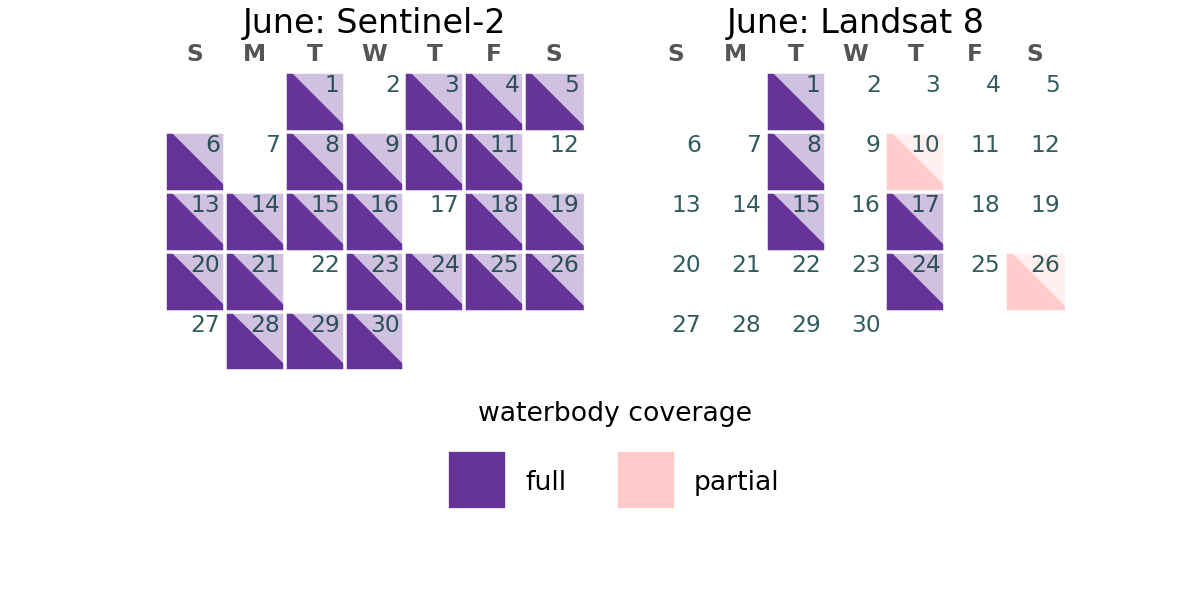 June: Sentinel-2
S M T W T F S
1 2 3 4 5
6 7 8 9 10 11 12
13 14 15 16 17 18 19
20 21 22 23 24 25 26
27 28 29 30
June: Landsat 8
S M T W T F S
1 2 3 4 5
6 7 8 9 10 11 12
13 14 15 16 17 18 19
20 21 22 23 24 25 26
27 28 29 30
waterbody coverage
full partial